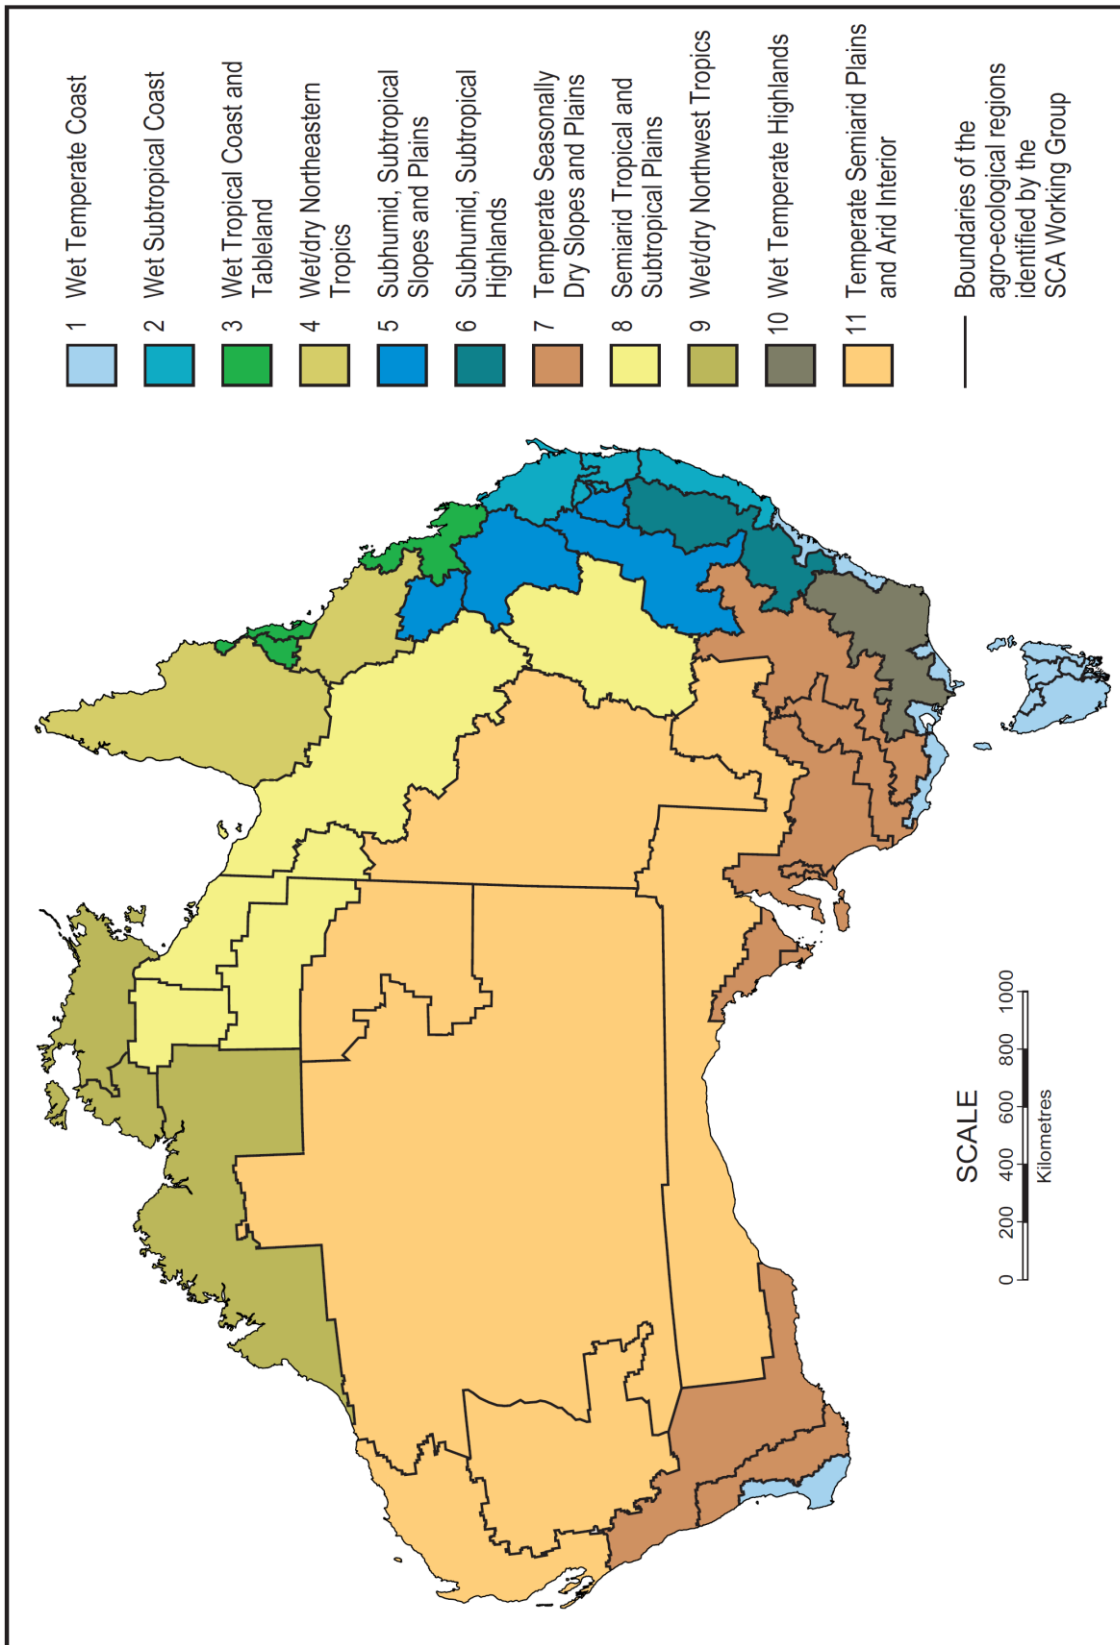 1 Wet Temperate Coast
2 Wet Subtropical Coast
3 Wet Tropical Coast and
Tableland
4 Wet/dry Northeastern
Tropics
5 Subhumid, Subtropical
Slopes and Plains
6 Subhumid, Subtropical
Highlands
7 Temperate Seasonally
Dry Slopes and Plains
8 Semiarid Tropical and
Subtropical Plains
9 Wet/dry Northwest Tropics
10 Wet Temperate Highlands
11 Temperate Semiarid Plains
and Arid Interior
Boundaries of the
agro-ecological regions
identified by the
SCA Working Group
SCALE
0 200 400 600 800 1000
Kilometres